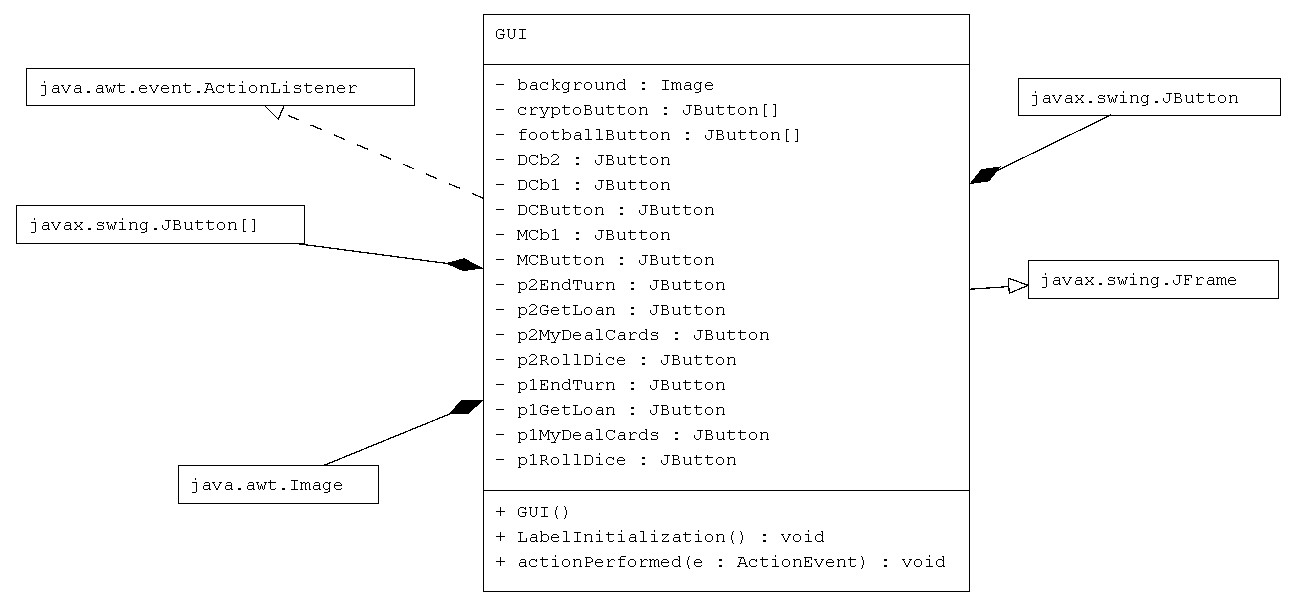 GUI
java.awt.event.ActionListener
javax.swing.JButton[]
java.awt.Image
- background : Image
- cryptoButton : JButton[]
- footballButton : JButton[]
- DCb2 : JButton
- DCb1 : JButton
- DCButton : JButton
- MCb1 : JButton
- MCButton : JButton
- p2EndTurn : JButton
- p2GetLoan : JButton
- p2MyDealCards : JButton
- p2RollDice : JButton
- p1EndTurn : JButton
- p1GetLoan : JButton
- p1MyDealCards : JButton
- p1RollDice : JButton
+ GUI()
+ LabelInitialization() : void
+ actionPerformed(e : ActionEvent) : void
javax.swing.JButton
javax.swing.JFrame